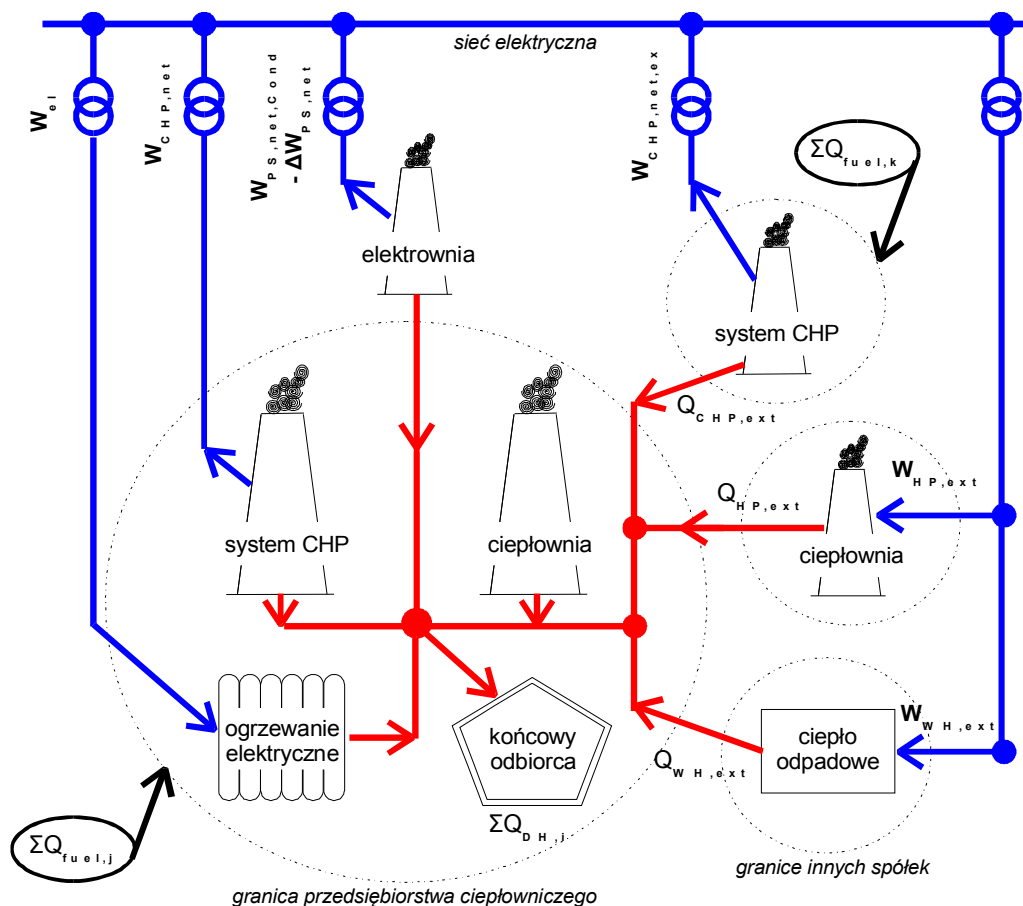 sieć elektryczna
W el
W CHP,net
W PS,net,Cond
- ΔW PS,net
W CHP,net,ex
ΣQ fuel,k
elektrownia
system CHP
Q CHP,ext
W HP,ext
Q HP,ext
ciepłownia
system CHP
ciepłownia
ogrzewanie
elektryczne
końcowy
odbiorca
ΣQ DH,j
W WH,ext
ciepło
odpadowe
Q WH,ext
ΣQ fuel,j
granice innych spółek
granica przedsiębiorstwa ciepłowniczego